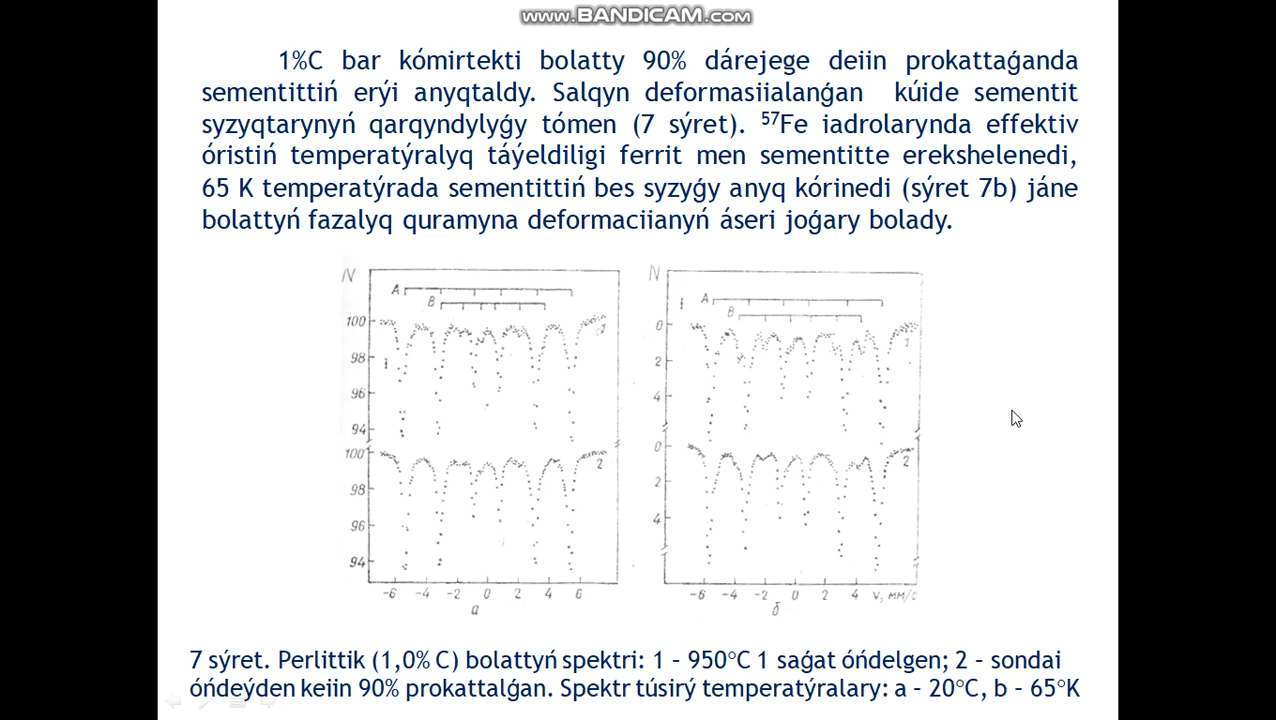 www.BANDICAM.com
1%C bar kómirtekti bolatty 90% dárejege deiin prokattaǵanda
sementittiń erýi anyqtaldy. Salqyn deformasiialanǵan kúide sementit
syzyqtarynyń qarqyndylyǵy tómen (7 sýret). ⁵⁷Fe iadrolarynda effektiv
óristiń temperatýralyq táýeldiligi ferrit men sementitte erekshelenedi,
65 K temperatýrada sementittiń bes syzyǵy anyq kórinedi (sýret 7b) jáne
bolattyń fazalyq quramyna deformaciianyń áseri joǵary bolady.
N N
A A
B B
100 0
1 1
98 2
96 4
94
100 0
2 2
98 2
96 4
94
-6 -4 -2 0 2 4 6 -6 -4 -2 0 2 4 v, мм/с
а б
7 sýret. Perlittik (1,0% C) bolattyń spektri: 1 – 950°C 1 saǵat óńdelgen; 2 – sondai
óńdeýden keiin 90% prokattalǵan. Spektr túsirý temperatýralary: a – 20°C, b – 65°K